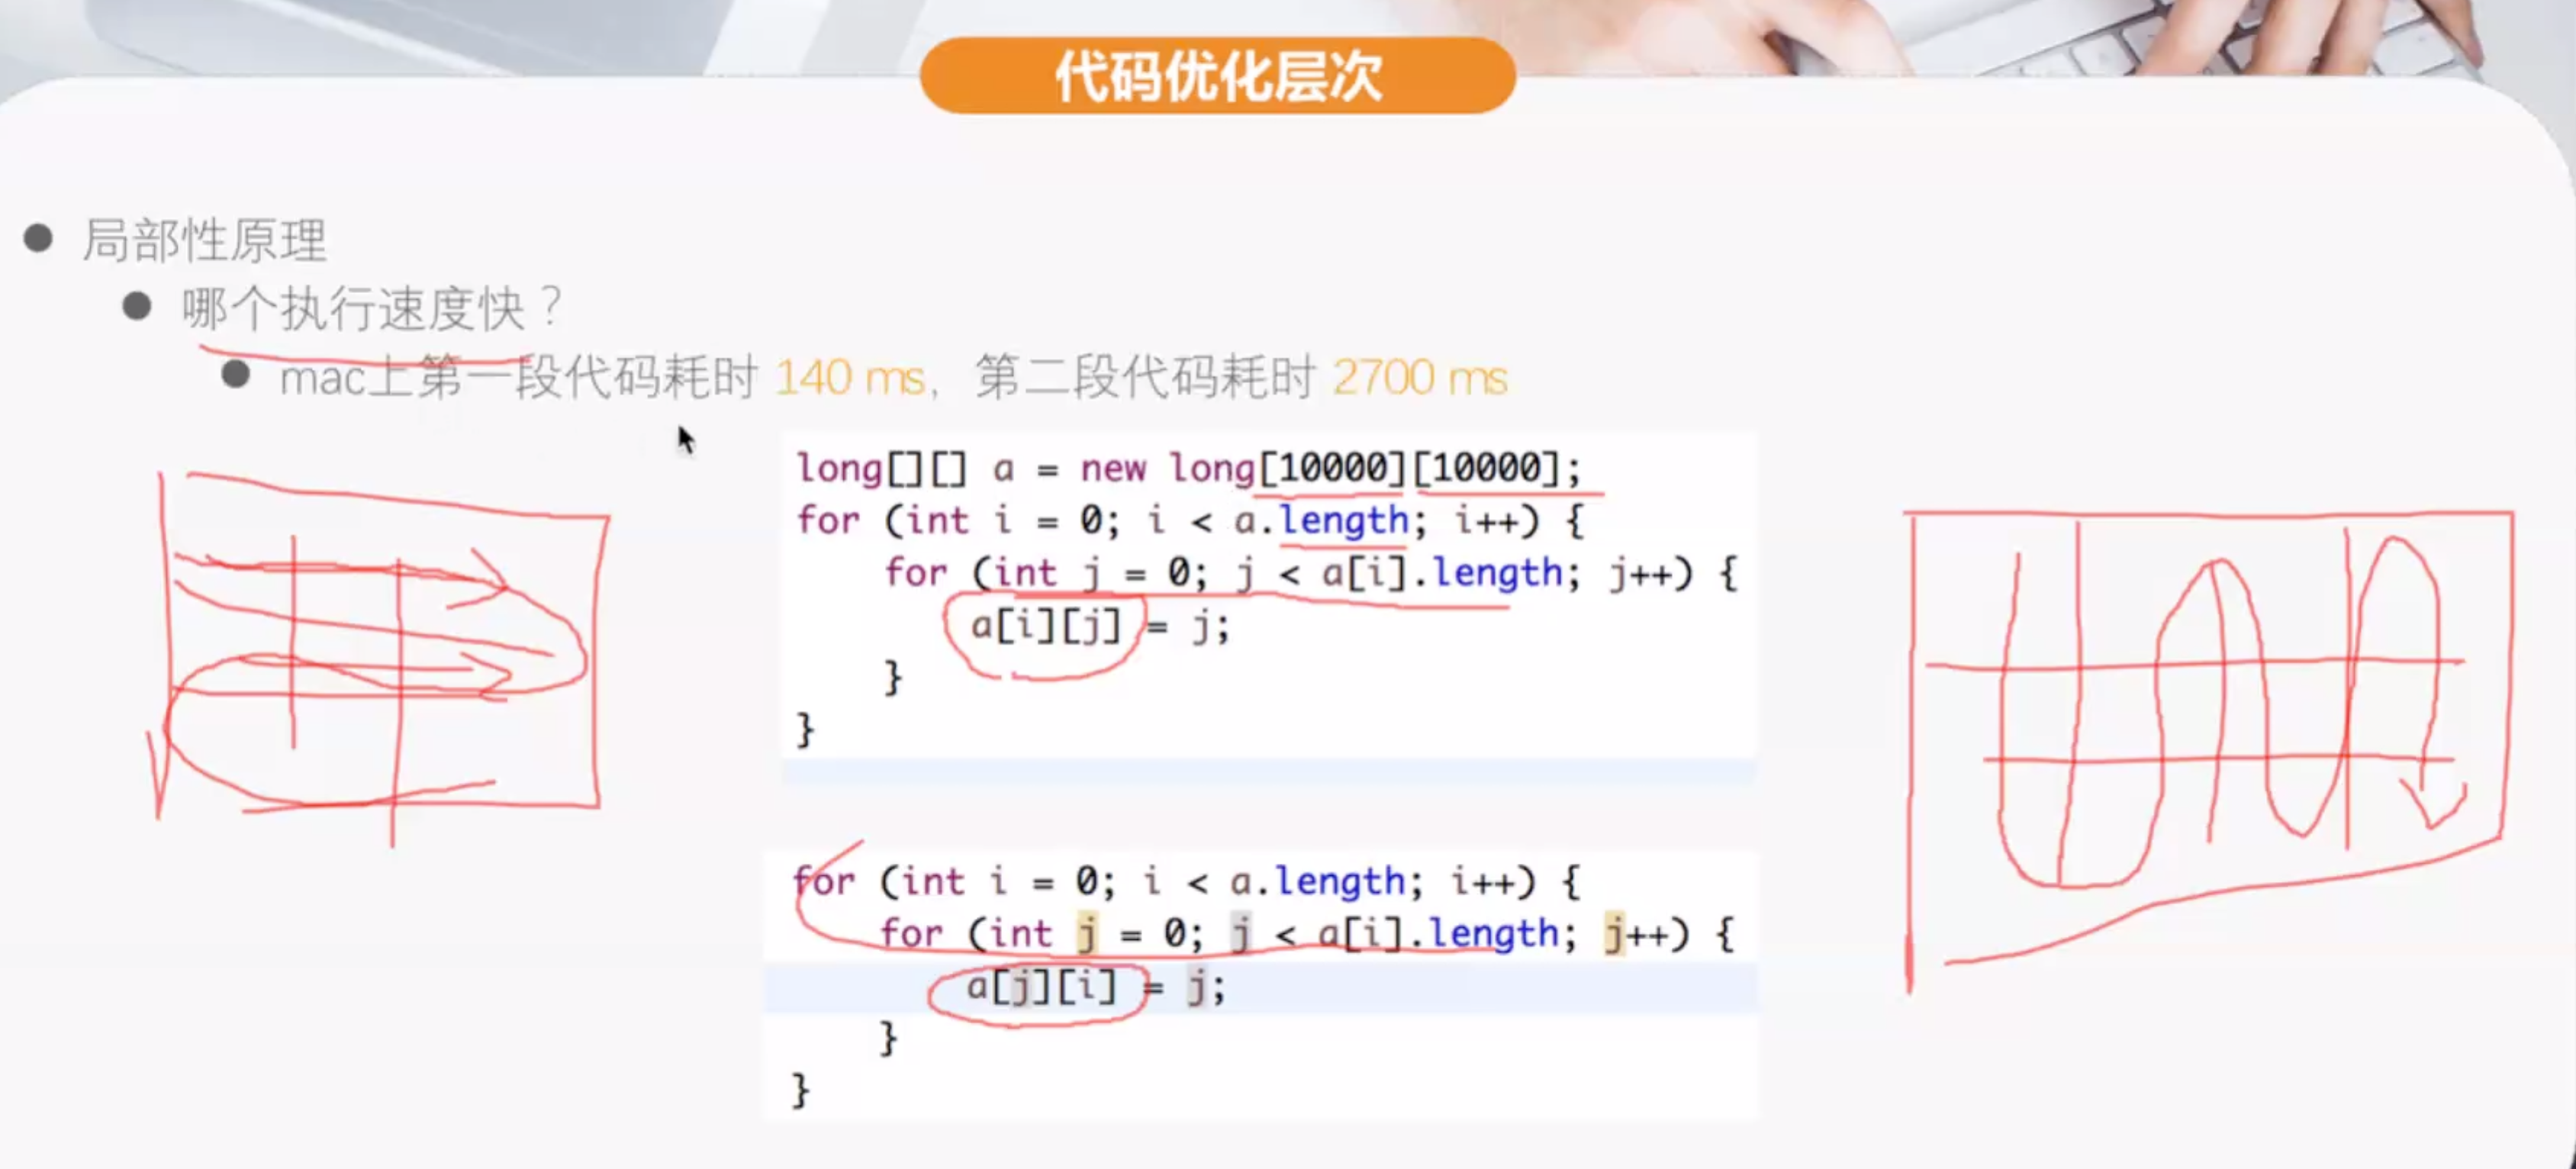 代码优化层次
局部性原理
哪个执行速度快？
mac上第一段代码耗时 140 ms，第二段代码耗时 2700 ms
long[][] a = new long[10000][10000];
for (int i = 0; i < a.length; i++) {
    for (int j = 0; j < a[i].length; j++) {
        a[i][j] = j;
    }
}
for (int i = 0; i < a.length; i++) {
    for (int j = 0; j < a[i].length; j++) {
        a[j][i] = j;
    }
}